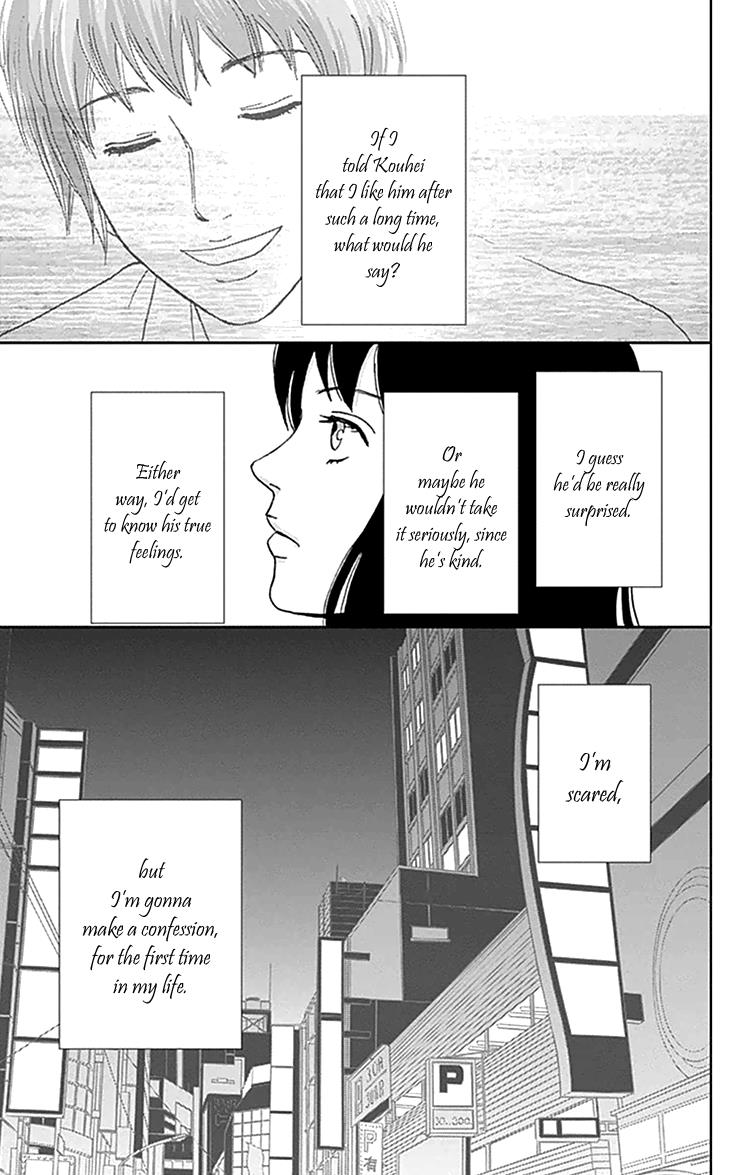 If I
told Kouhei
that I like him after
such a long time,
what would he
say?
I guess
he'd be really
surprised.
Or
maybe he
wouldn't take
it seriously, since
he's kind.
Either
way, I'd get
to know his true
feelings.
I'm
scared,
but
I'm gonna
make a confession,
for the first time
in my life.
P
P
有